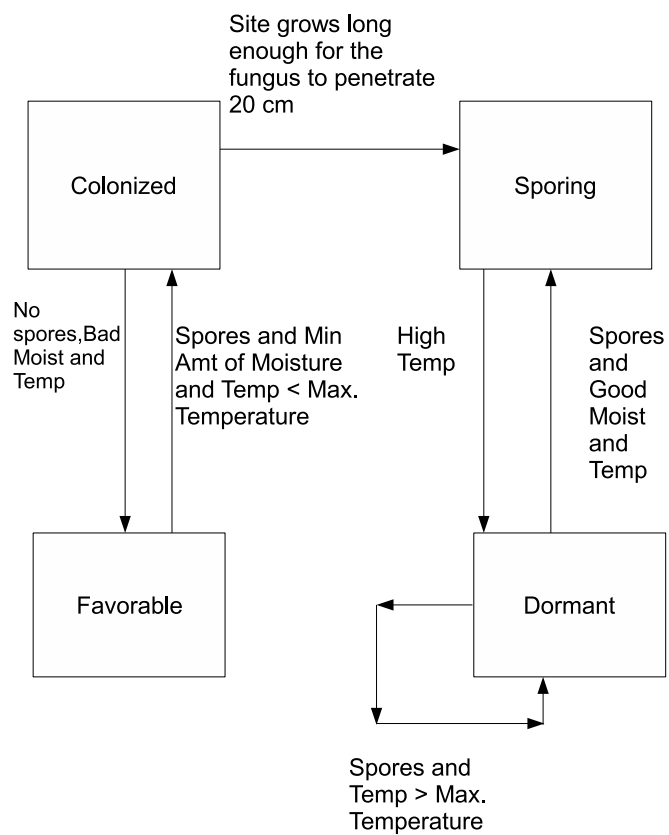 Site grows long
enough for the
fungus to penetrate
20 cm
Colonized
Sporing
No
spores,Bad
Moist and
Temp
Spores and Min
Amt of Moisture
and Temp < Max.
Temperature
High
Temp
Spores
and
Good
Moist
and
Temp
Favorable
Dormant
Spores and
Temp > Max.
Temperature